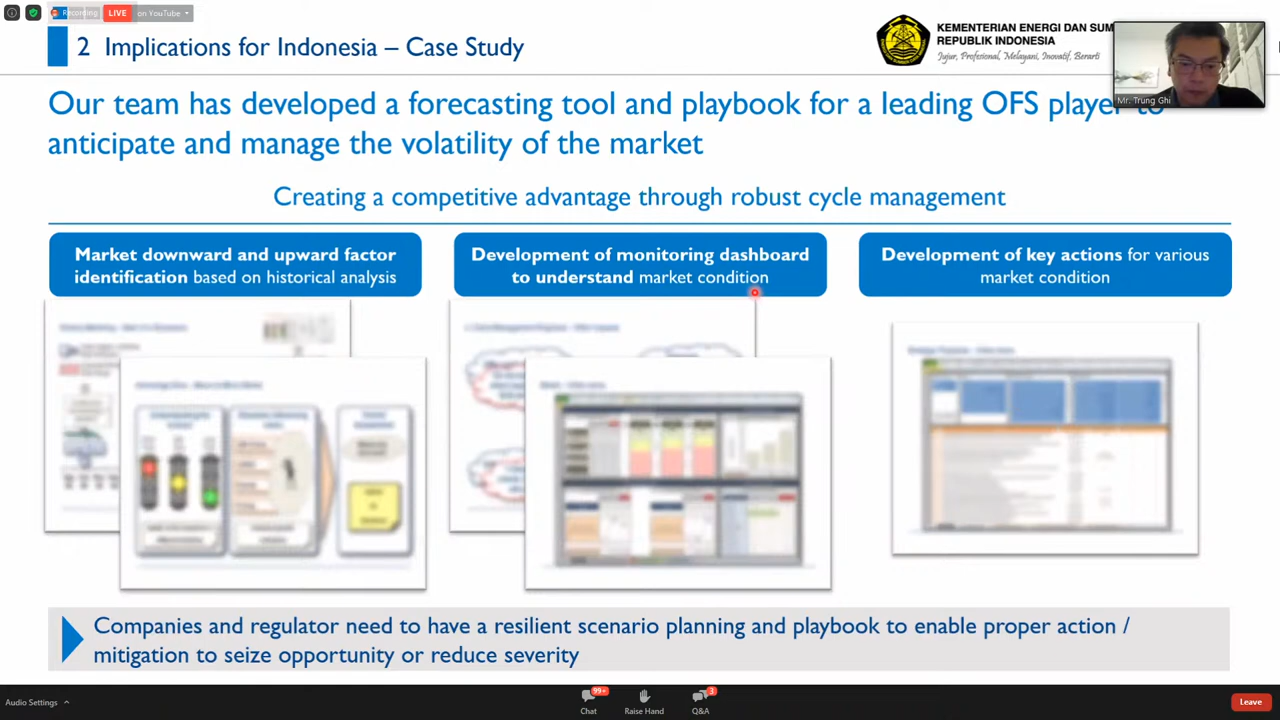 Recording
LIVE
on YouTube
2 Implications for Indonesia – Case Study
KEMENTERIAN ENERGI DAN SUM
REPUBLIK INDONESIA
Jujur, Profesional, Melayani, Inovatif, Berarti
Mr. Trung Ghi
Our team has developed a forecasting tool and playbook for a leading OFS player to
anticipate and manage the volatility of the market
Creating a competitive advantage through robust cycle management
Market downward and upward factor
identification based on historical analysis
Development of monitoring dashboard
to understand market condition
Development of key actions for various
market condition
Companies and regulator need to have a resilient scenario planning and playbook to enable proper action /
mitigation to seize opportunity or reduce severity
Audio Settings
99+
Chat
Raise Hand
3
Q&A
Leave